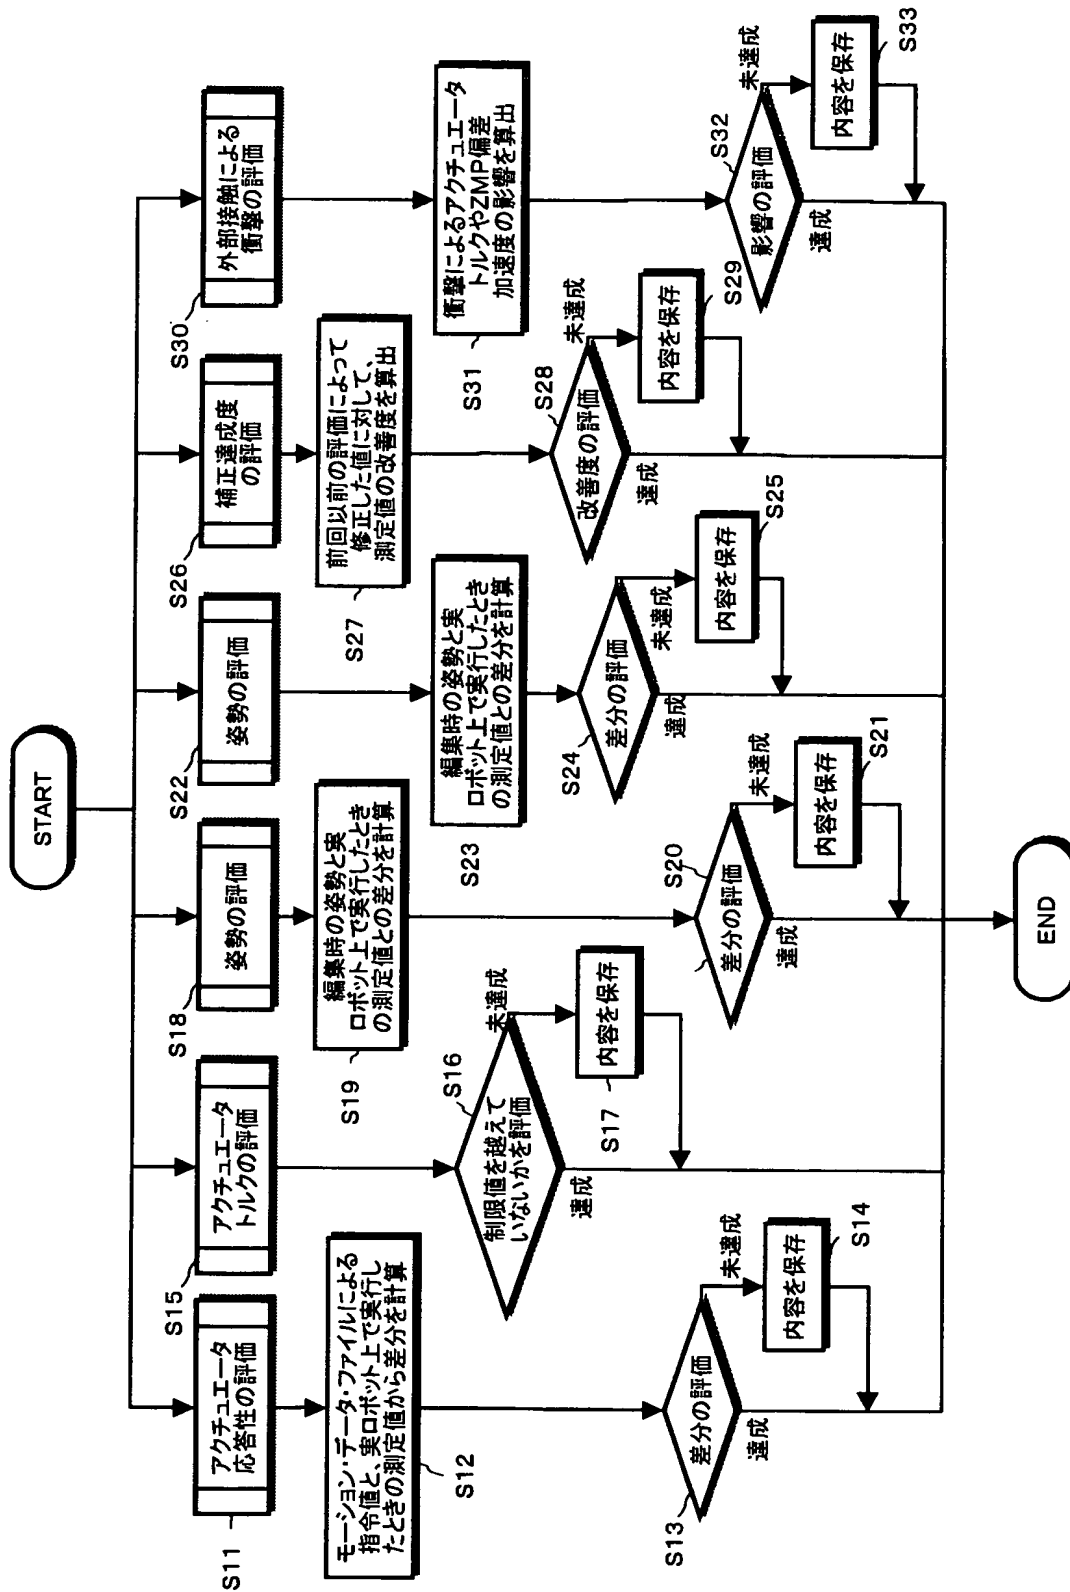 START
S11
アクチュエータ
応答性の評価
S12
モーション・データ・ファイルによる
指令値と、実ロボット上で実行し
たときの測定値から差分を計算
S13
差分の評価
未達成
達成
内容を保存
S14
S15
アクチュエータ
トルクの評価
S16
制限値を越えて
いないかを評価
未達成
達成
内容を保存
S17
S18
姿勢の評価
S19
編集時の姿勢と実
ロボット上で実行したとき
の測定値との差分を計算
S20
差分の評価
未達成
達成
内容を保存
S21
S22
姿勢の評価
S23
編集時の姿勢と実
ロボット上で実行したとき
の測定値との差分を計算
S24
差分の評価
未達成
達成
内容を保存
S25
S26
補正達成度
の評価
S27
前回以前の評価によって
修正した値に対して、
測定値の改善度を算出
S28
改善度の評価
未達成
達成
内容を保存
S29
S30
外部接触による
衝撃の評価
S31
衝撃によるアクチュエータ
トルクやZMP偏差
加速度の影響を算出
S32
影響の評価
未達成
達成
内容を保存
S33
END